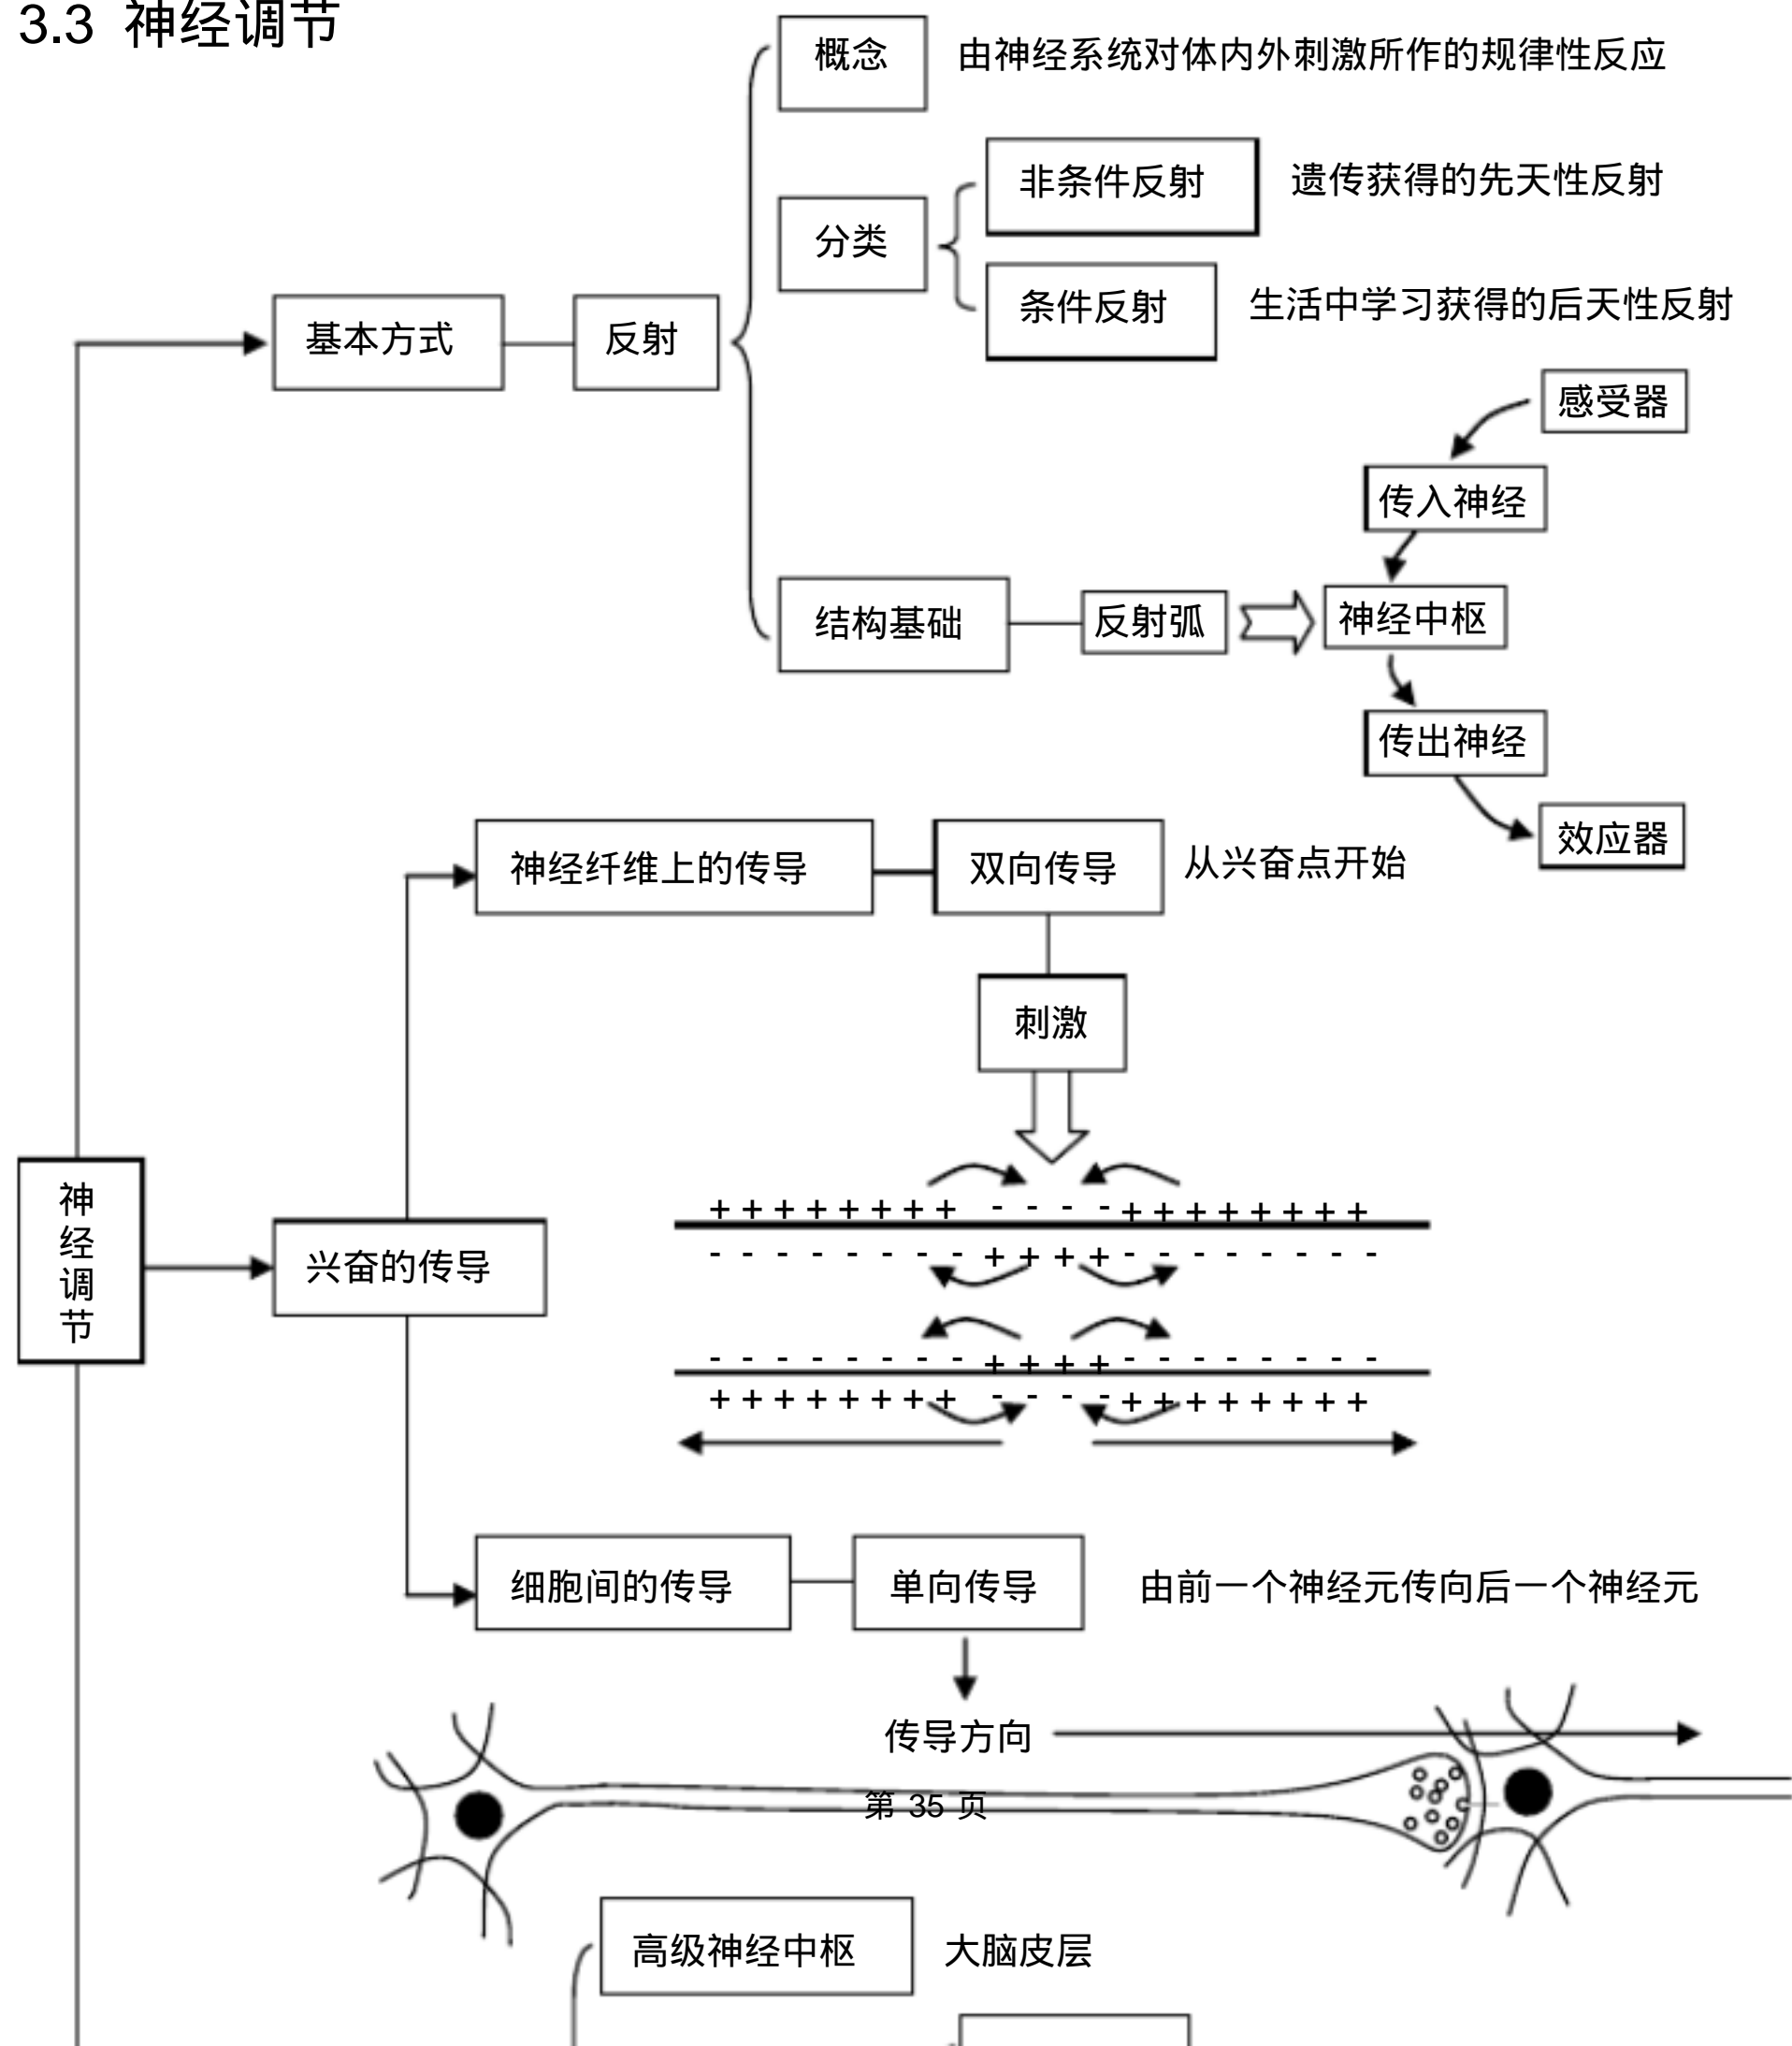 3.3 神经调节
概念
由神经系统对体内外刺激所作的规律性反应
非条件反射
遗传获得的先天性反射
分类
条件反射
生活中学习获得的后天性反射
基本方式
反射
感受器
传入神经
结构基础
反射弧
神经中枢
传出神经
效应器
神经纤维上的传导
双向传导
从兴奋点开始
刺激
神经调节
兴奋的传导
+ + + + + + + + - - - - + + + + + + + +
- - - - - - - - + + + + - - - - - - - -
- - - - - - - - + + + + - - - - - - - -
+ + + + + + + + - - - - + + + + + + + +
细胞间的传导
单向传导
由前一个神经元传向后一个神经元
传导方向
第 35 页
高级神经中枢
大脑皮层